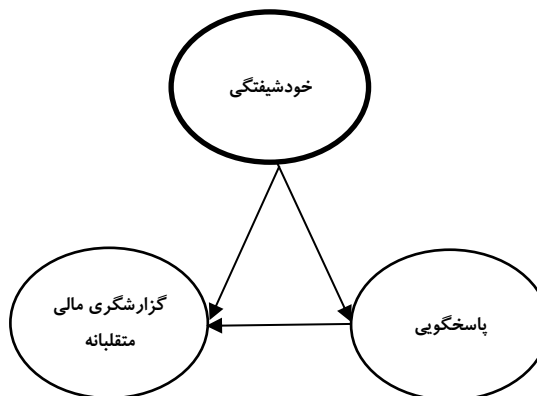 خودشیفتگی
گزارشگری مالی
متقلبانه
پاسخگویی